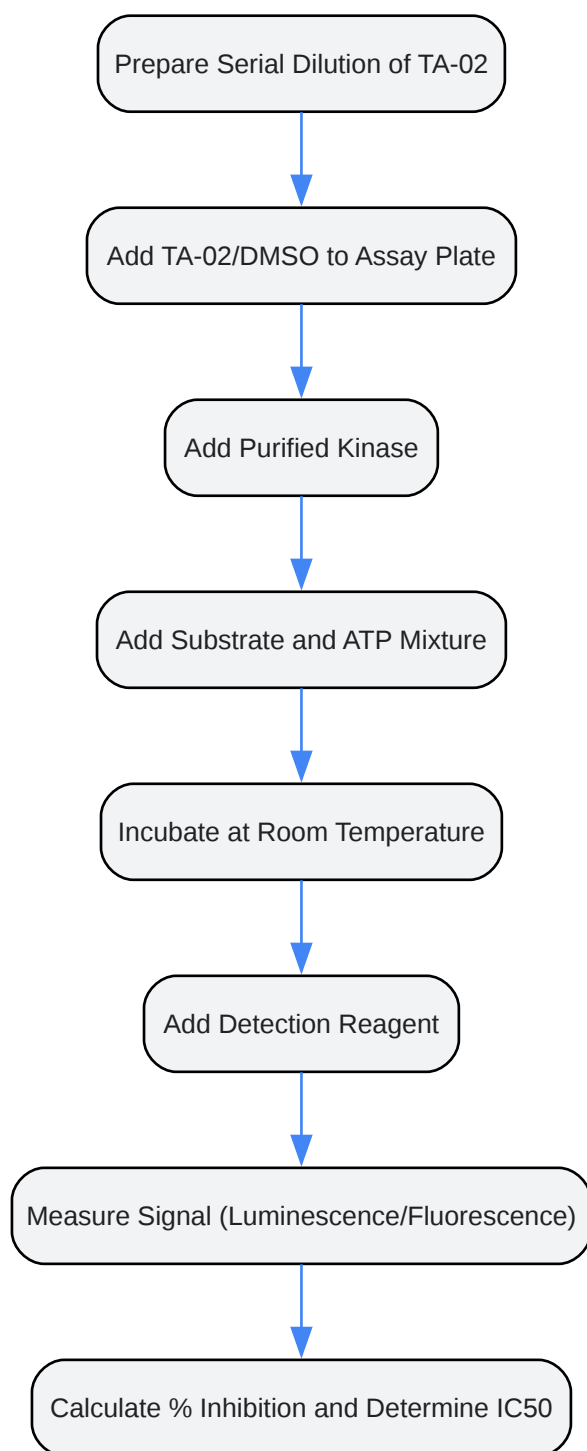 Prepare Serial Dilution of TA-02
Add TA-02/DMSO to Assay Plate
Add Purified Kinase
Add Substrate and ATP Mixture
Incubate at Room Temperature
Add Detection Reagent
Measure Signal (Luminescence/Fluorescence)
Calculate % Inhibition and Determine IC50